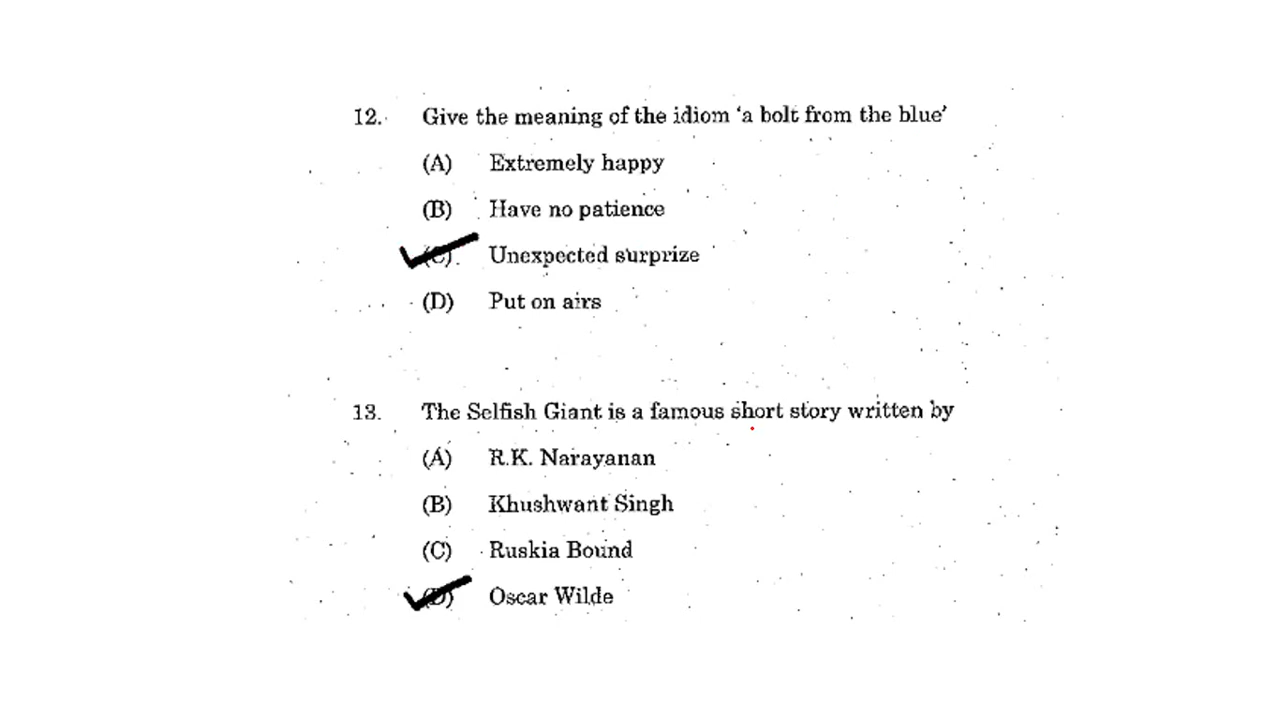 12. Give the meaning of the idiom 'a bolt from the blue'
(A) Extremely happy
(B) Have no patience
(C) Unexpected surprize
(D) Put on airs
13. The Selfish Giant is a famous short story written by
(A) R.K. Narayanan
(B) Khushwant Singh
(C) Ruskia Bound
(D) Oscar Wilde